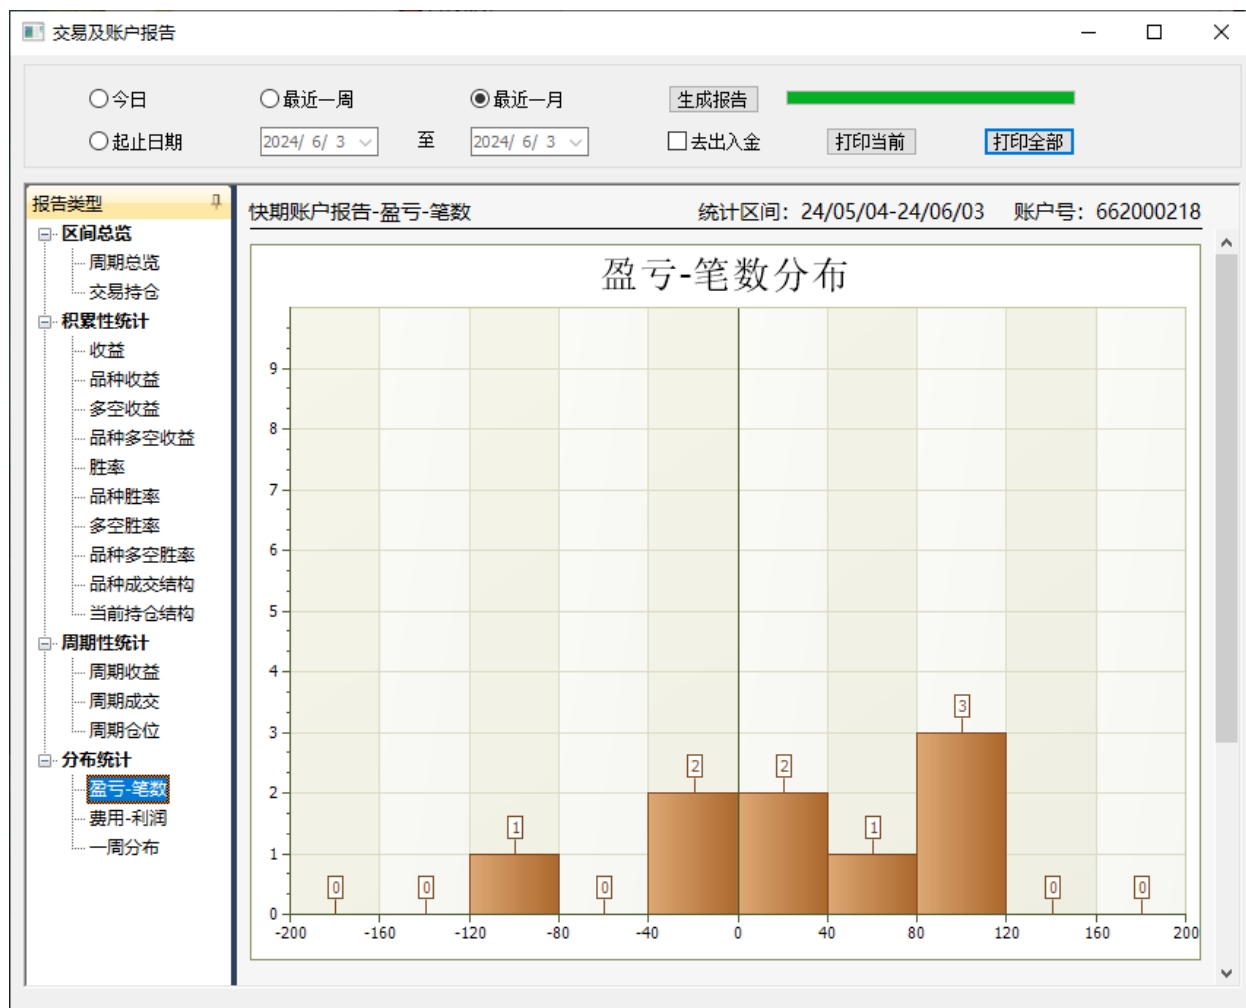 交易及账户报告
今日 最近一周 最近一月 生成报告
起止日期 2024/ 6/ 3 至 2024/ 6/ 3 去出入金 打印当前 打印全部
报告类型
区间总览
周期总览
交易持仓
积累性统计
收益
品种收益
多空收益
品种多空收益
胜率
品种胜率
多空胜率
品种多空胜率
品种成交结构
当前持仓结构
周期性统计
周期收益
周期成交
周期仓位
分布统计
盈亏-笔数
费用-利润
一周分布
快期账户报告-盈亏-笔数 统计区间：24/05/04-24/06/03 账户号：662000218
盈亏-笔数分布
9
8
7
6
5
4
3
2
1
0
0 0 1 0 2 2 1 3 0 0
-200 -160 -120 -80 -40 0 40 80 120 160 200